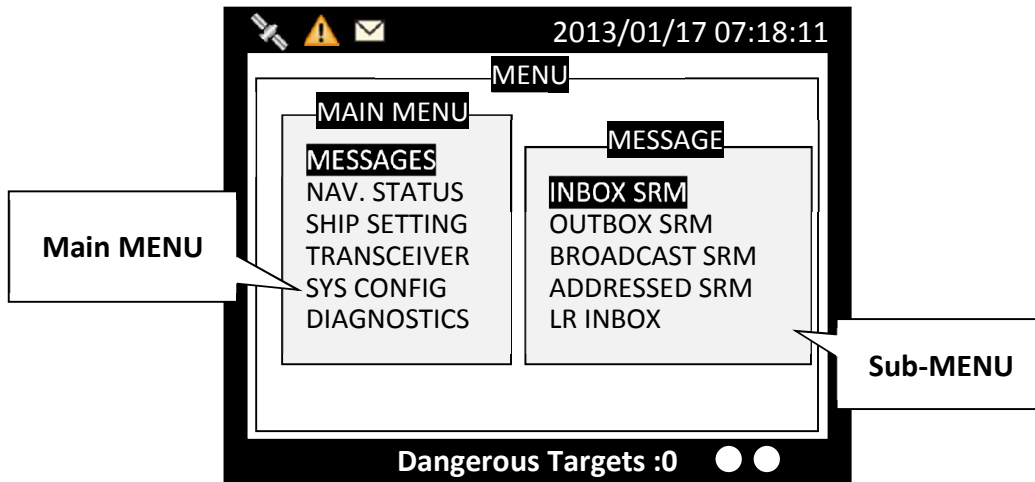 2013/01/17 07:18:11
MENU
MAIN MENU
MESSAGES
NAV. STATUS
SHIP SETTING
TRANSCEIVER
SYS CONFIG
DIAGNOSTICS
MESSAGE
INBOX SRM
OUTBOX SRM
BROADCAST SRM
ADDRESSED SRM
LR INBOX
Main MENU
Sub-MENU
Dangerous Targets :0